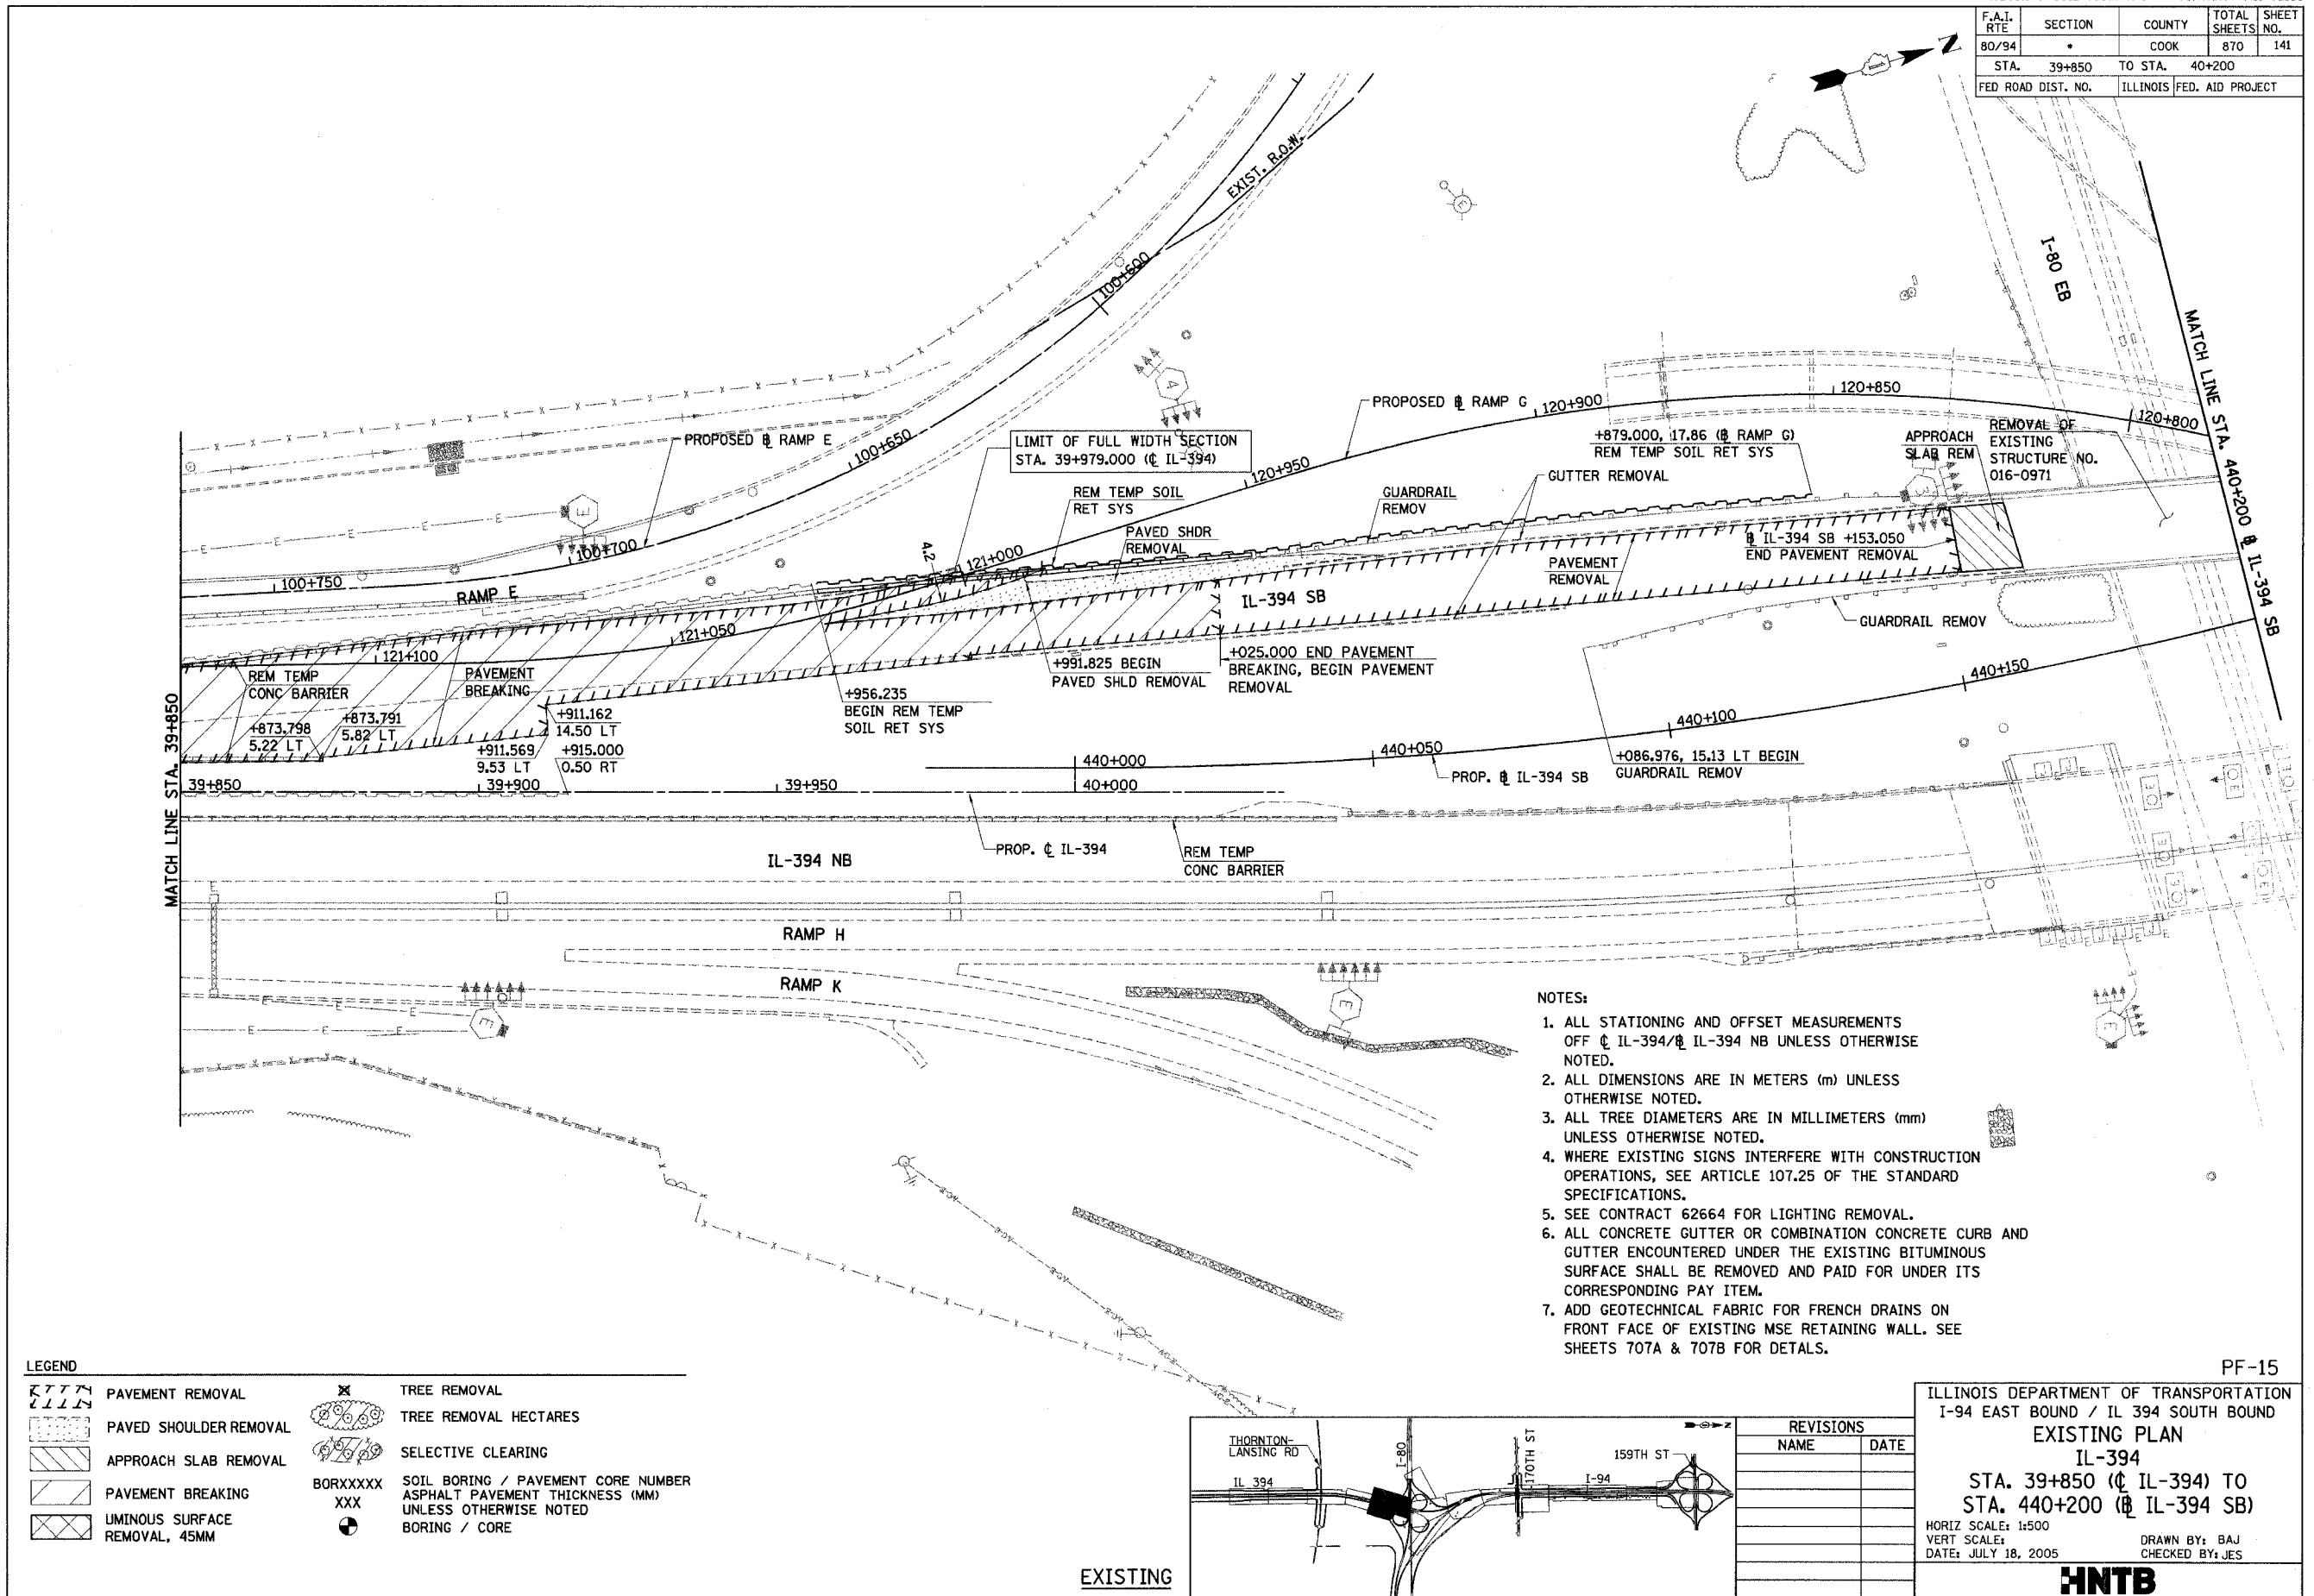 F.A.I. RTE SECTION COUNTY TOTAL SHEETS SHEET NO.
80/94 * COOK 870 141
STA. 39+850 TO STA. 40+200
FED ROAD DIST. NO. ILLINOIS FED. AID PROJECT
N
EXIST. R.O.W.
I-80 EB
MATCH LINE STA. 440+200 ⅊ IL-394 SB
100+600
100+650
100+700
100+750
PROPOSED ⅊ RAMP E
RAMP E
LIMIT OF FULL WIDTH SECTION
STA. 39+979.000 (℄ IL-394)
PROPOSED ⅊ RAMP G
120+800
120+850
120+900
120+950
121+000
121+050
121+100
+879.000, 17.86 (⅊ RAMP G)
REM TEMP SOIL RET SYS
APPROACH
SLAB REM
REMOVAL OF
EXISTING
STRUCTURE NO.
016-0971
GUTTER REMOVAL
GUARDRAIL
REMOV
REM TEMP SOIL
RET SYS
PAVED SHDR
REMOVAL
4.2
⅊ IL-394 SB +153.050
END PAVEMENT REMOVAL
PAVEMENT
REMOVAL
IL-394 SB
GUARDRAIL REMOV
REM TEMP
CONC BARRIER
PAVEMENT
BREAKING
+873.798
5.22 LT
+873.791
5.82 LT
+911.162
14.50 LT
+911.569
9.53 LT
+915.000
0.50 RT
+956.235
BEGIN REM TEMP
SOIL RET SYS
+991.825 BEGIN
PAVED SHLD REMOVAL
+025.000 END PAVEMENT
BREAKING, BEGIN PAVEMENT
REMOVAL
440+000
440+050
440+100
440+150
PROP. ⅊ IL-394 SB
+086.976, 15.13 LT BEGIN
GUARDRAIL REMOV
MATCH LINE STA. 39+850
39+850
39+900
39+950
40+000
PROP. ℄ IL-394
REM TEMP
CONC BARRIER
IL-394 NB
RAMP H
RAMP K
NOTES:
1. ALL STATIONING AND OFFSET MEASUREMENTS
OFF ℄ IL-394/⅊ IL-394 NB UNLESS OTHERWISE
NOTED.
2. ALL DIMENSIONS ARE IN METERS (m) UNLESS
OTHERWISE NOTED.
3. ALL TREE DIAMETERS ARE IN MILLIMETERS (mm)
UNLESS OTHERWISE NOTED.
4. WHERE EXISTING SIGNS INTERFERE WITH CONSTRUCTION
OPERATIONS, SEE ARTICLE 107.25 OF THE STANDARD
SPECIFICATIONS.
5. SEE CONTRACT 62664 FOR LIGHTING REMOVAL.
6. ALL CONCRETE GUTTER OR COMBINATION CONCRETE CURB AND
GUTTER ENCOUNTERED UNDER THE EXISTING BITUMINOUS
SURFACE SHALL BE REMOVED AND PAID FOR UNDER ITS
CORRESPONDING PAY ITEM.
7. ADD GEOTECHNICAL FABRIC FOR FRENCH DRAINS ON
FRONT FACE OF EXISTING MSE RETAINING WALL. SEE
SHEETS 707A & 707B FOR DETALS.
LEGEND
PAVEMENT REMOVAL
PAVED SHOULDER REMOVAL
APPROACH SLAB REMOVAL
PAVEMENT BREAKING
UMINOUS SURFACE
REMOVAL, 45MM
TREE REMOVAL
TREE REMOVAL HECTARES
SELECTIVE CLEARING
BORXXXXX SOIL BORING / PAVEMENT CORE NUMBER
XXX ASPHALT PAVEMENT THICKNESS (MM)
UNLESS OTHERWISE NOTED
BORING / CORE
EXISTING
THORNTON-
LANSING RD
IL 394
I-80
170TH ST
I-94
159TH ST
N
REVISIONS
NAME DATE
PF-15
ILLINOIS DEPARTMENT OF TRANSPORTATION
I-94 EAST BOUND / IL 394 SOUTH BOUND
EXISTING PLAN
IL-394
STA. 39+850 (℄ IL-394) TO
STA. 440+200 (⅊ IL-394 SB)
HORIZ SCALE: 1:500
VERT SCALE:
DATE: JULY 18, 2005
DRAWN BY: BAJ
CHECKED BY: JES
HNTB